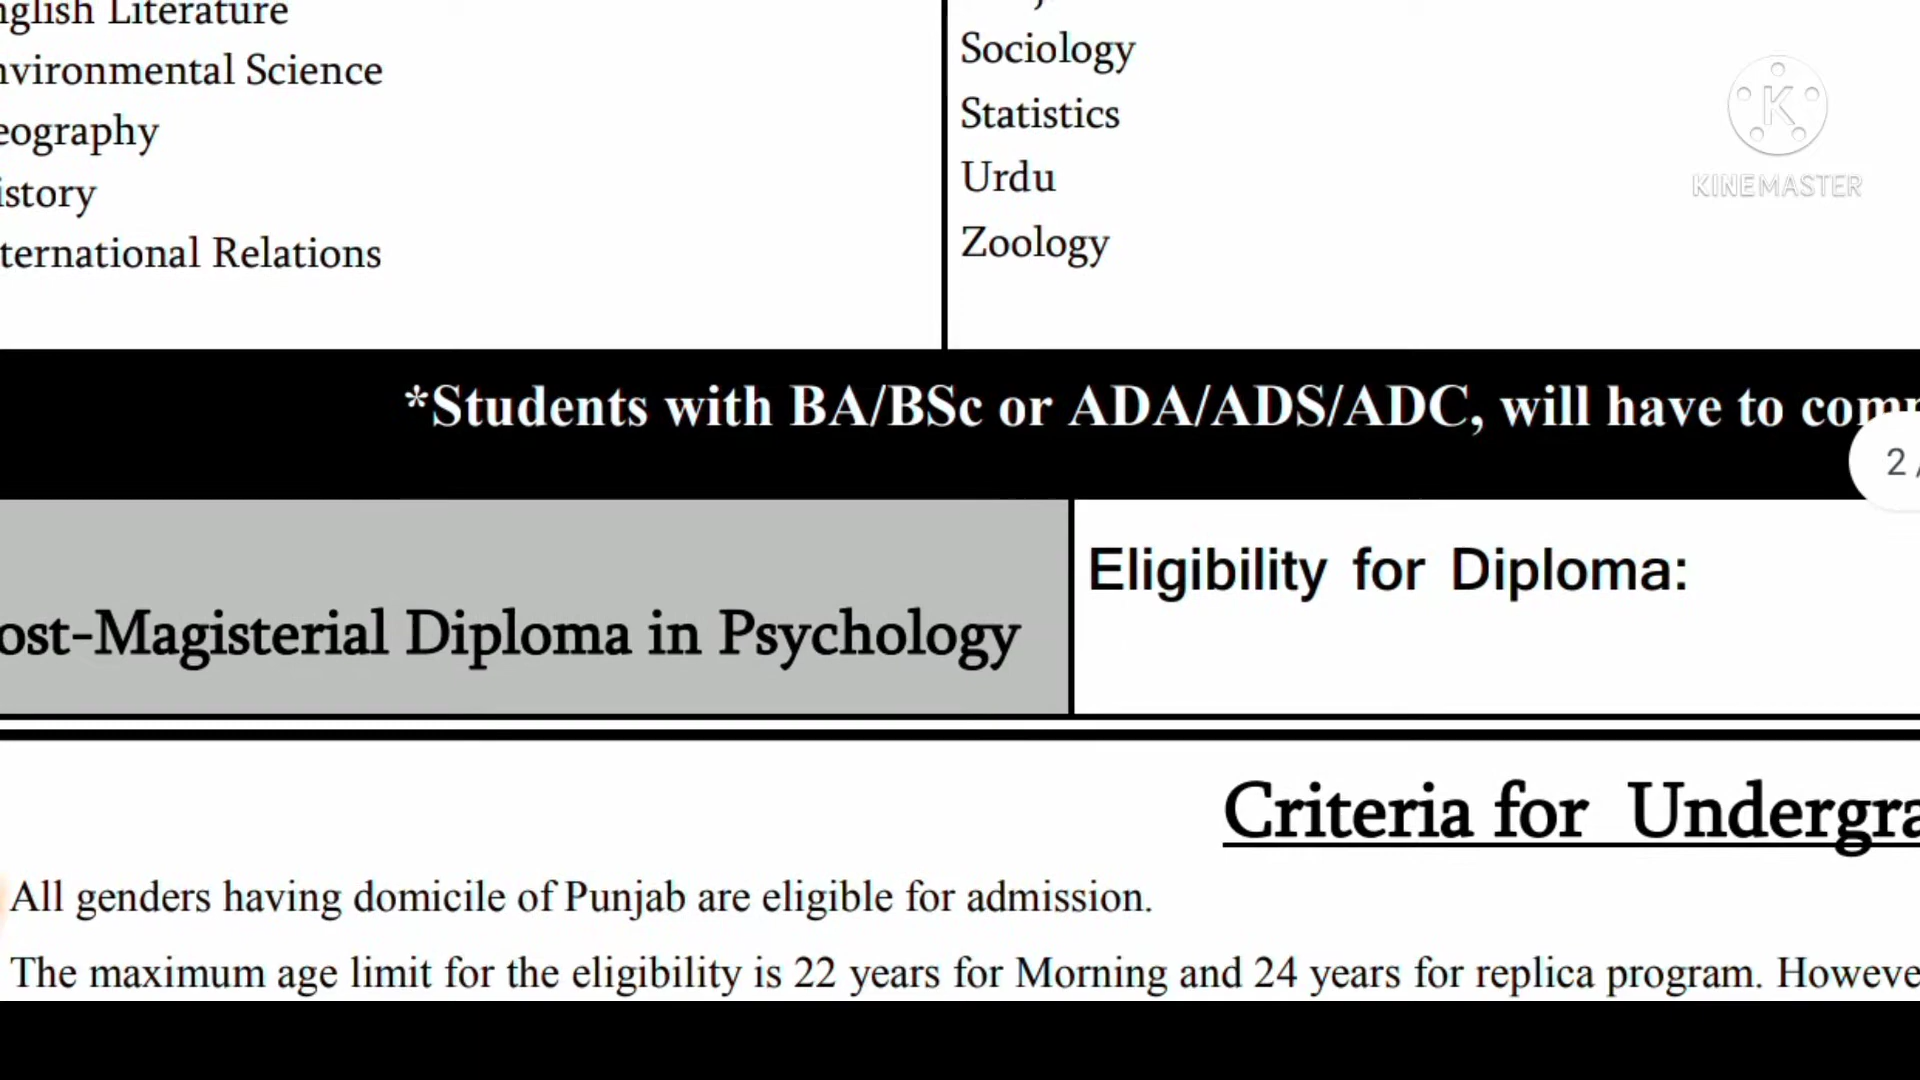 nglish Literature
nvironmental Science
eography
istory
ternational Relations
Sociology
Statistics
Urdu
Zoology
K
KINEMASTER
*Students with BA/BSc or ADA/ADS/ADC, will have to com
2 /
ost-Magisterial Diploma in Psychology
Eligibility for Diploma:
Criteria for Undergra
All genders having domicile of Punjab are eligible for admission.
The maximum age limit for the eligibility is 22 years for Morning and 24 years for replica program. Howeve